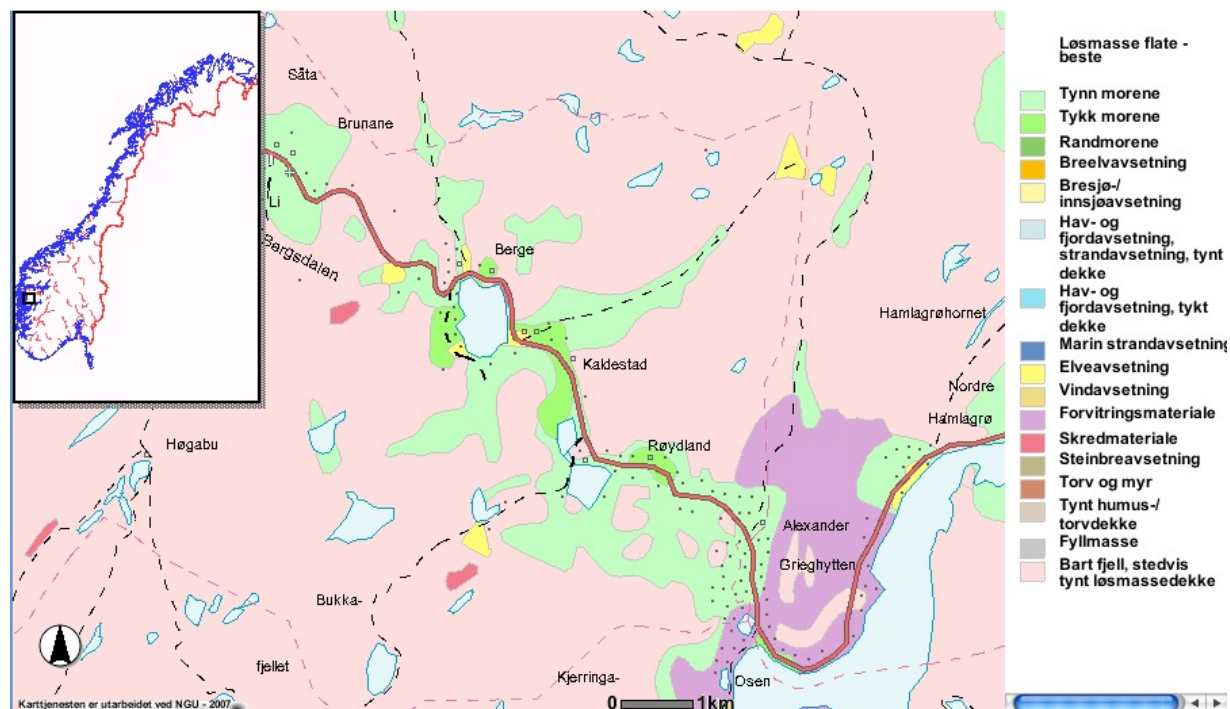 Såta
Brunane
Li
Bergsdalen
Berge
Kaldestad
Hamlagrøhornet
Nordre
Hamlagrø
Høgabu
Røydland
Alexander
Grieghytten
Bukka-
fjellet
Kjerringa-
Osen
0 1km
Karttjenesten er utarbeidet ved NGU - 2007
Løsmasse flate -
beste
Tynn morene
Tykk morene
Randmorene
Breelvavsetning
Bresjø-/
innsjøavsetning
Hav- og
fjordavsetning,
strandavsetning, tynt
dekke
Hav- og
fjordavsetning, tykt
dekke
Marin strandavsetning
Elveavsetning
Vindavsetning
Forvitringsmateriale
Skredmateriale
Steinbreavsetning
Torv og myr
Tynt humus-/
torvdekke
Fyllmasse
Bart fjell, stedvis
tynt løsmassedekke